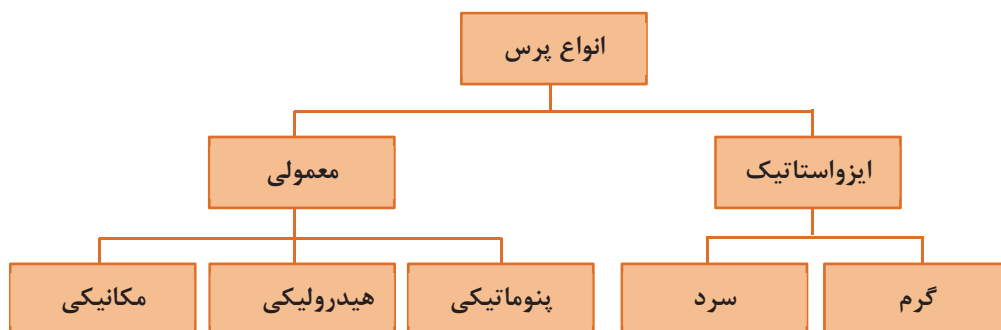 انواع پرس
ایزواستاتیک
معمولی
گرم
سرد
پنوماتیکی
هیدرولیکی
مکانیکی